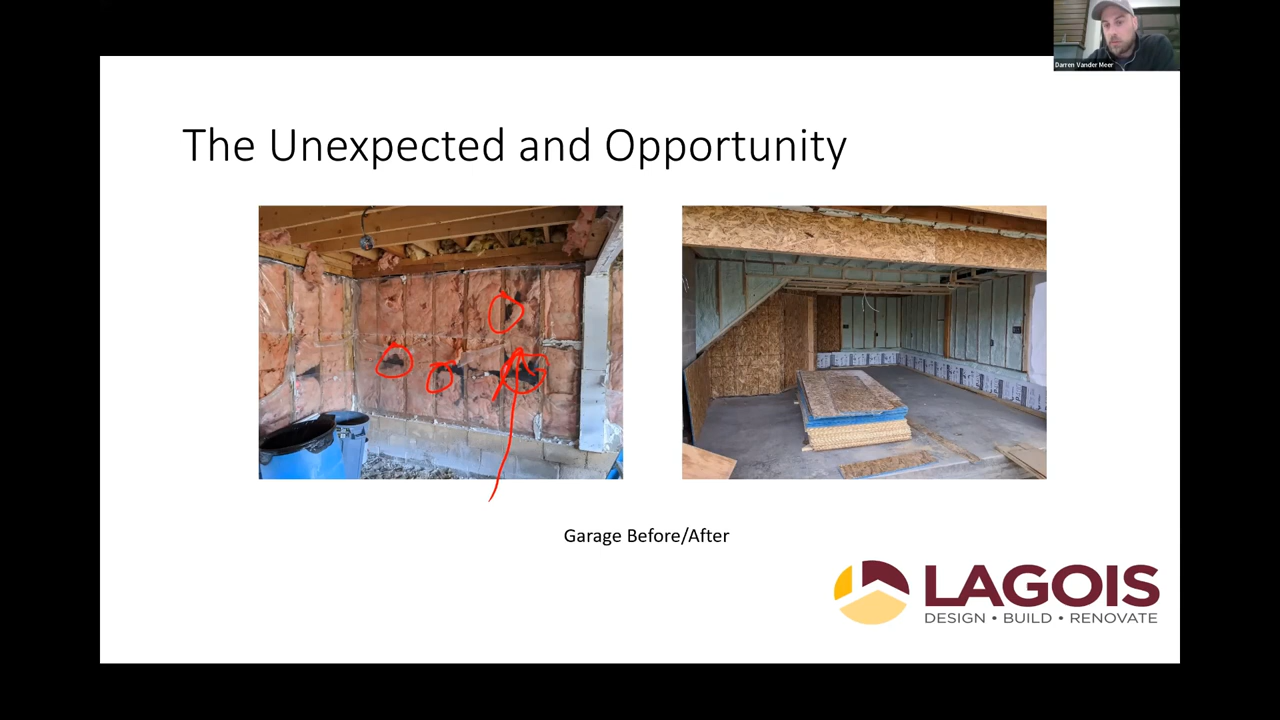 Darren Vander Meer
The Unexpected and Opportunity
Garage Before/After
LAGOIS
DESIGN • BUILD • RENOVATE